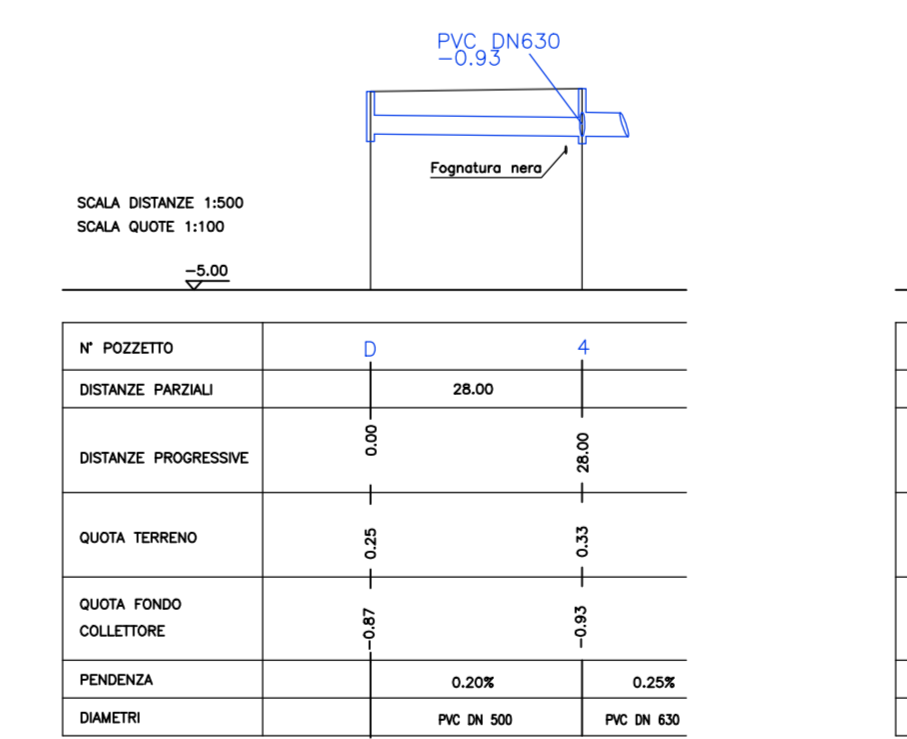 PVC DN630
-0.93
Fognatura nera
SCALA DISTANZE 1:500
SCALA QUOTE 1:100
-5.00
N° POZZETTO D 4
DISTANZE PARZIALI 28.00
DISTANZE PROGRESSIVE 0.00 28.00
QUOTA TERRENO 0.25 0.33
QUOTA FONDO
COLLETTORE -0.87 -0.93
PENDENZA 0.20% 0.25%
DIAMETRI PVC DN 500 PVC DN 630